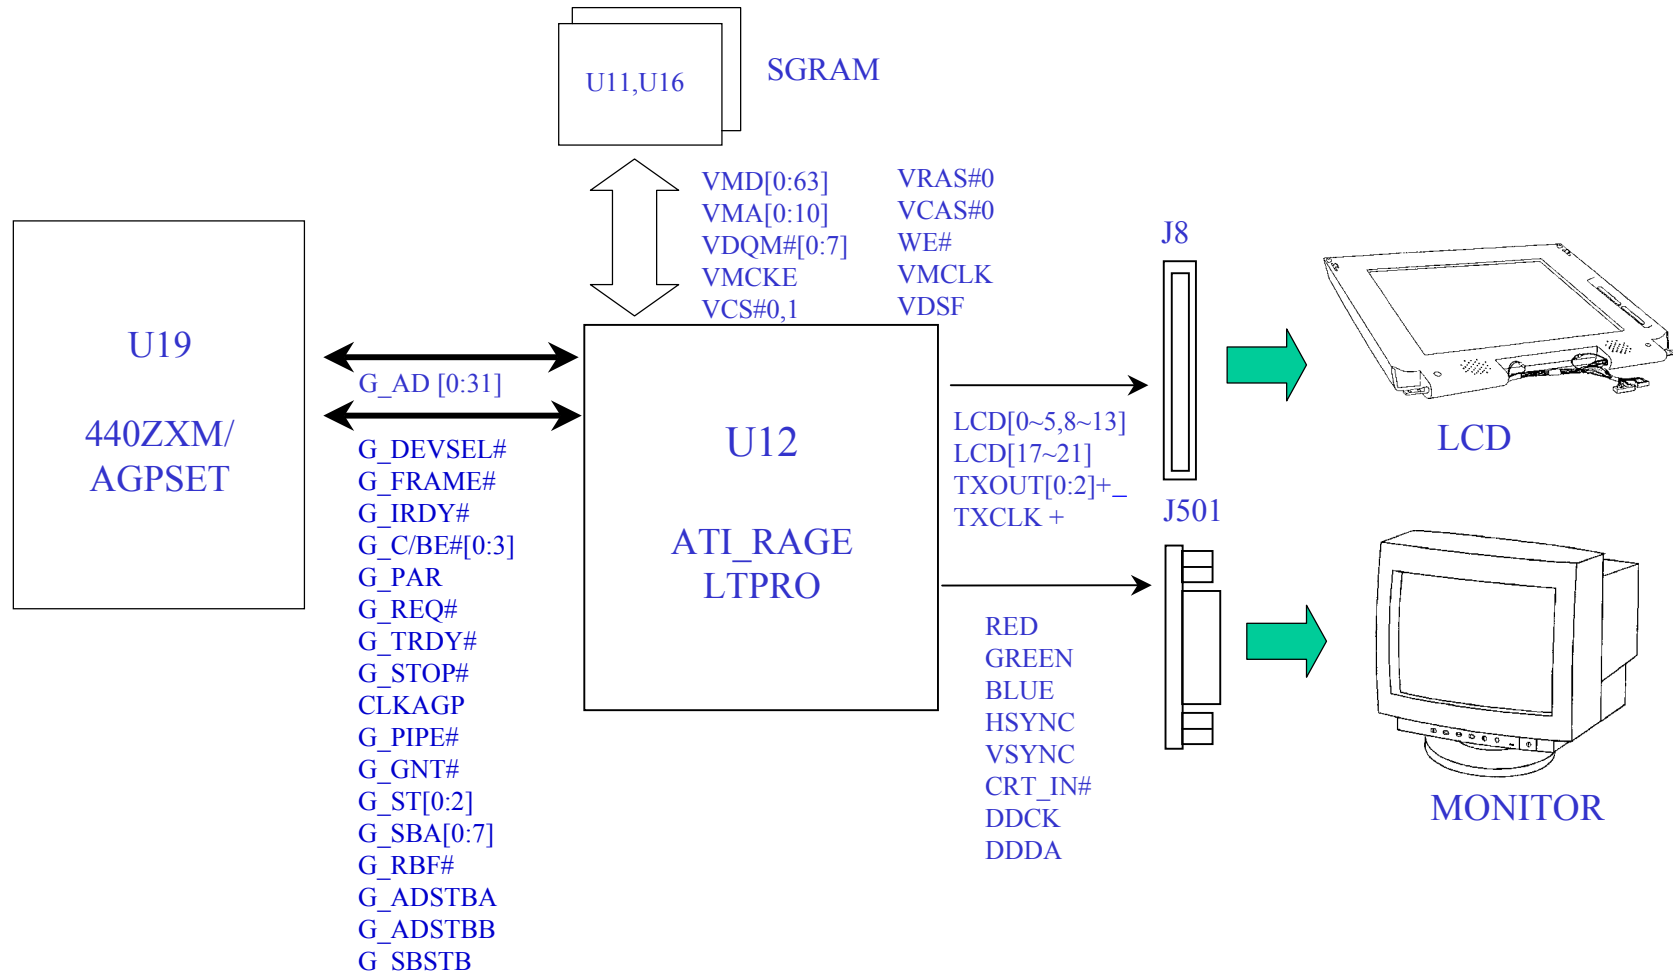 U11,U16
SGRAM
VMD[0:63]
VMA[0:10]
VDQM#[0:7]
VMCKE
VCS#0,1
VRAS#0
VCAS#0
WE#
VMCLK
VDSF
U19
440ZXM/
AGPSET
G_AD [0:31]
G_DEVSEL#
G_FRAME#
G_IRDY#
G_C/BE#[0:3]
G_PAR
G_REQ#
G_TRDY#
G_STOP#
CLKAGP
G_PIPE#
G_GNT#
G_ST[0:2]
G_SBA[0:7]
G_RBF#
G_ADSTBA
G_ADSTBB
G_SBSTB
U12
ATI_RAGE
LTPRO
J8
LCD[0~5,8~13]
LCD[17~21]
TXOUT[0:2]+_
TXCLK +
LCD
J501
RED
GREEN
BLUE
HSYNC
VSYNC
CRT_IN#
DDCK
DDDA
MONITOR